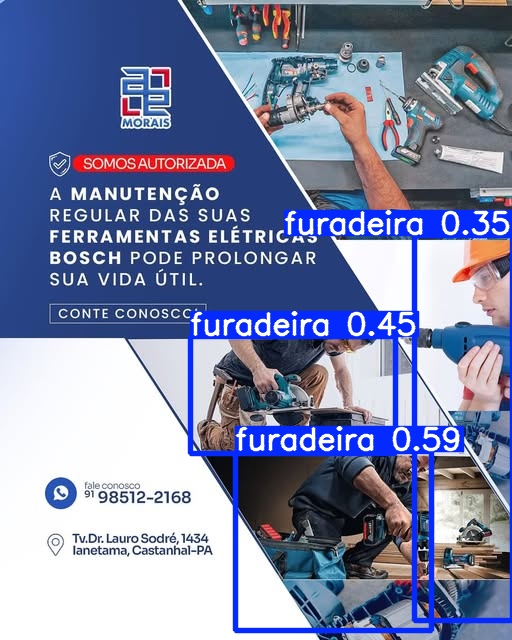 MORAIS
SOMOS AUTORIZADA
A MANUTENÇÃO
REGULAR DAS SUAS
FERRAMENTAS ELÉTRICAS
BOSCH PODE PROLONGAR
SUA VIDA ÚTIL.
CONTE CONOSCO!
furadeira 0.35
furadeira 0.45
furadeira 0.59
fale conosco
91 98512-2168
Tv.Dr. Lauro Sodré, 1434
Ianetama, Castanhal-PA